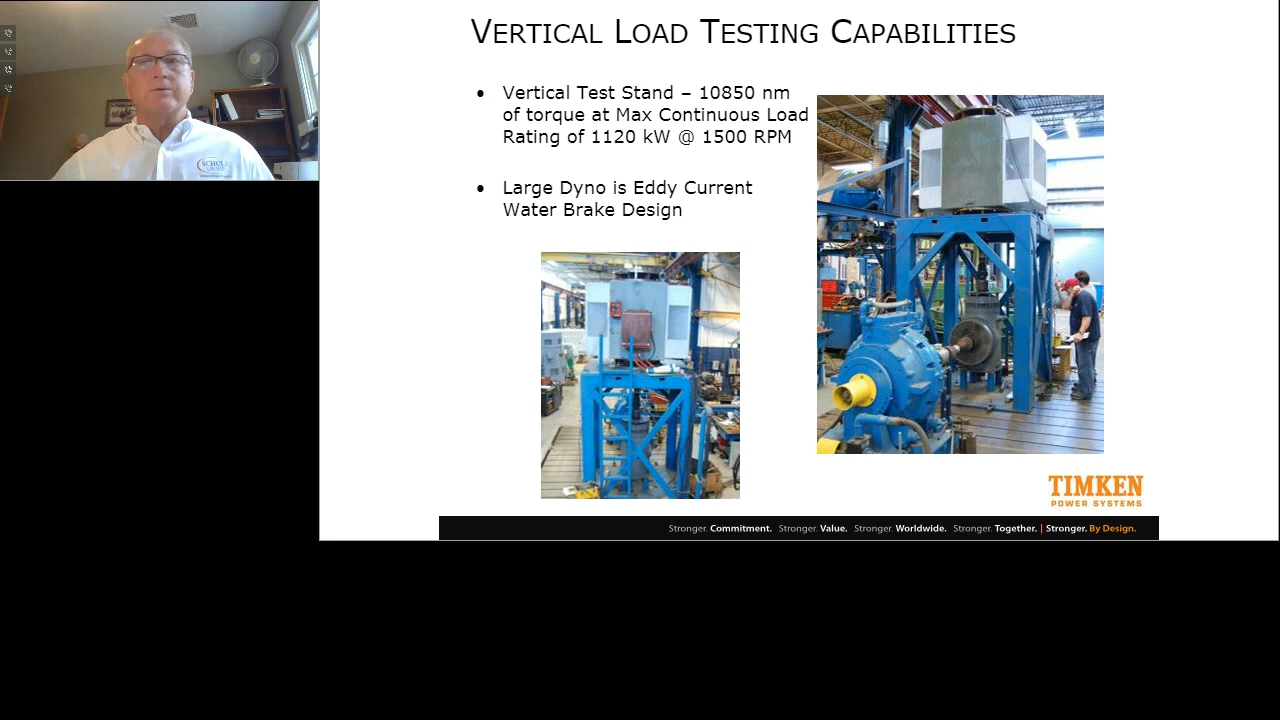 VERTICAL LOAD TESTING CAPABILITIES
• Vertical Test Stand – 10850 nm
of torque at Max Continuous Load
Rating of 1120 kW @ 1500 RPM
• Large Dyno is Eddy Current
Water Brake Design
SCHULZ
GROUP
TIMKEN
POWER SYSTEMS
Stronger. Commitment. Stronger. Value. Stronger. Worldwide. Stronger. Together. | Stronger. By Design.